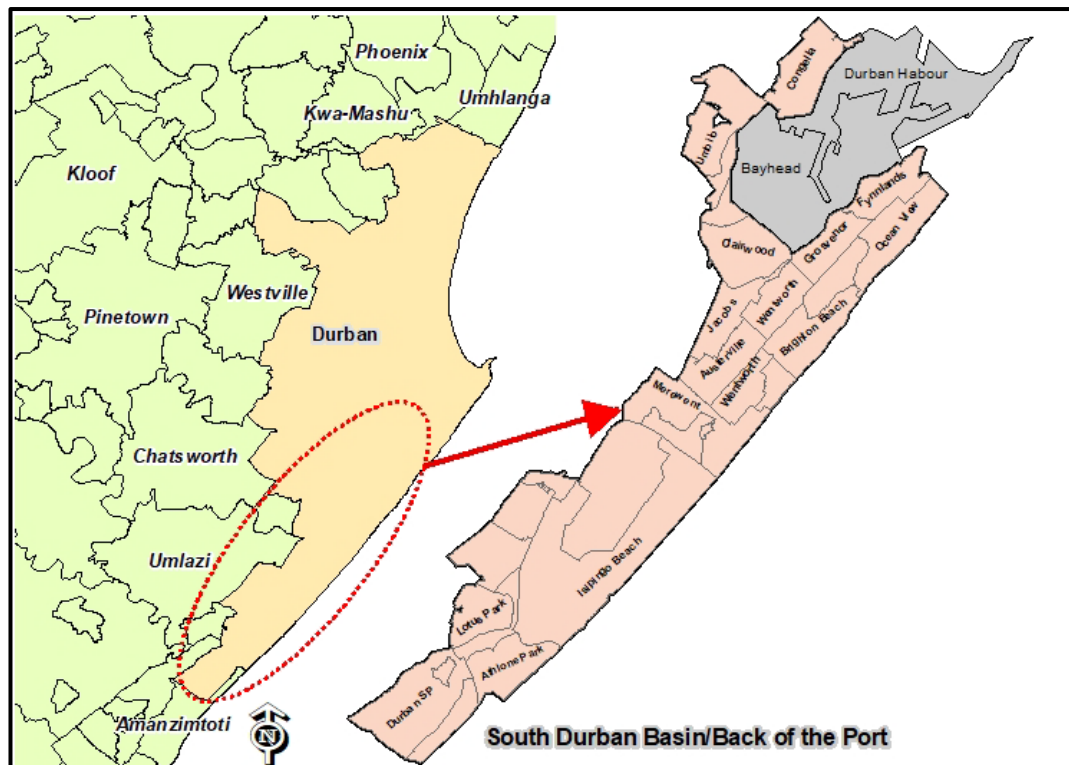 Phoenix
Umhlanga
Kwa-Mashu
Kloof
Westville
Pinetown
Durban
Chatsworth
Umlazi
Amanzimtoti
N
Congella
Durban Habour
Umbilo
Bayhead
Fynnlands
Clairwood
Grosvenor
Ocean View
Jacobs
Wentworth
Brighton Beach
Austerville
Wentworth
Merewent
Isipingo Beach
Lotus Park
Athlone Park
Durban SP
South Durban Basin/Back of the Port